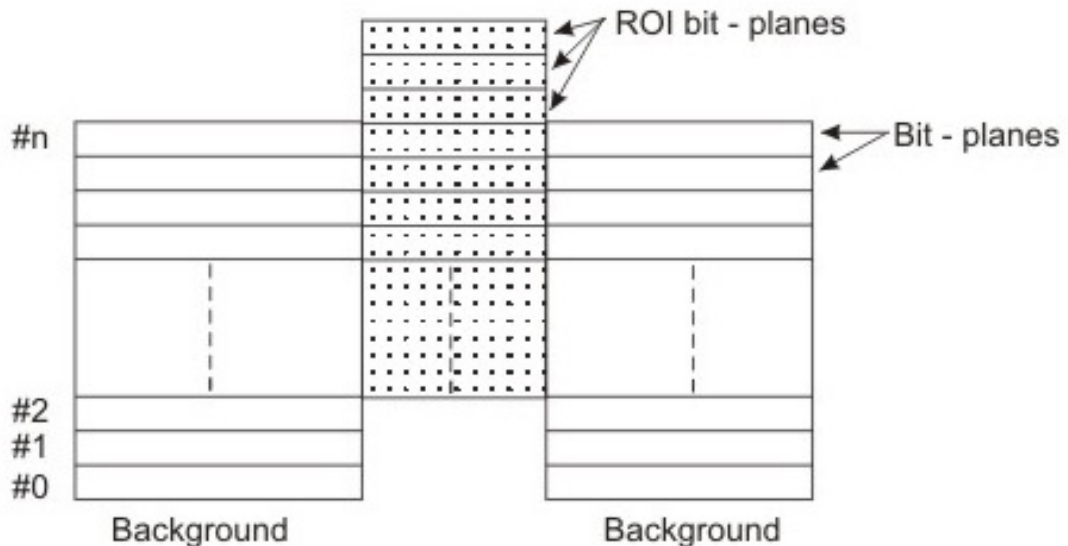 ROI bit - planes
#n
Bit - planes
#2
#1
#0
Background
Background